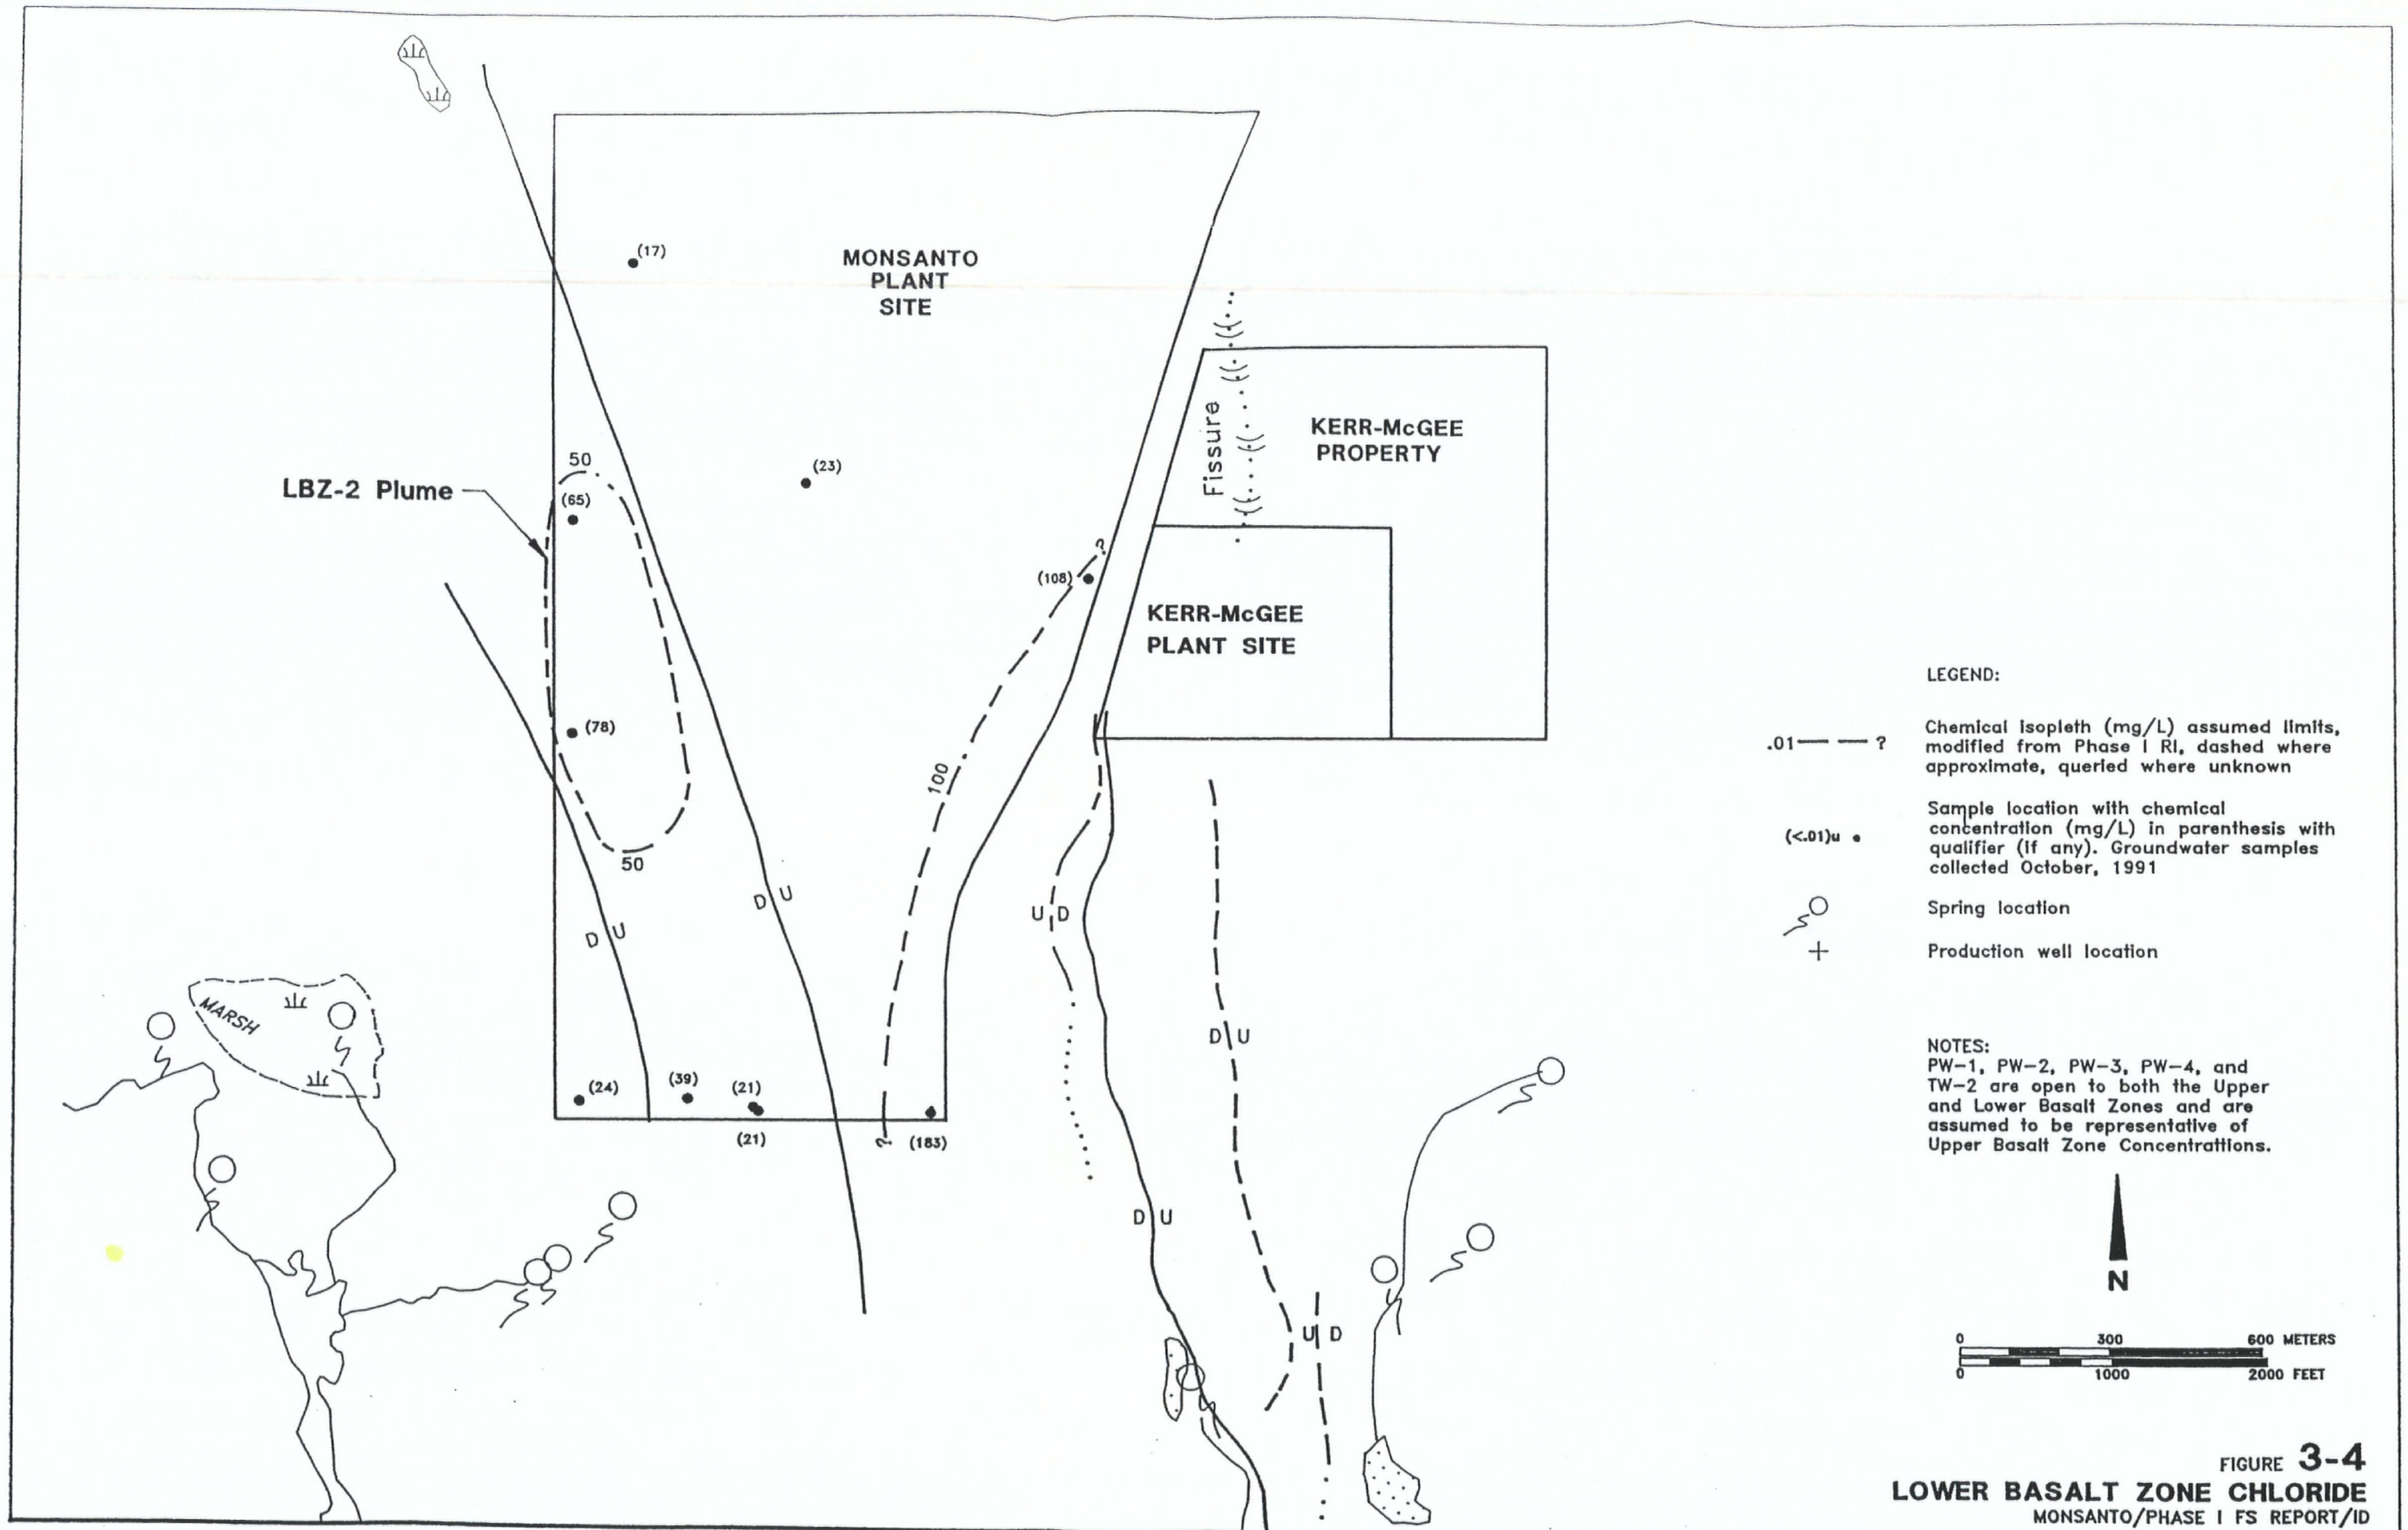 (17)
MONSANTO
PLANT
SITE
Fissure
KERR-McGEE
PROPERTY
50
LBZ-2 Plume
(65)
(23)
?
(108)
KERR-McGEE
PLANT SITE
(78)
100
50
D U
D U
U D
D U
MARSH
(24)
(39)
(21)
(21)
?
(183)
D U
U D
LEGEND:
.01 ?
Chemical Isopleth (mg/L) assumed limits,
modified from Phase I RI, dashed where
approximate, queried where unknown
(<.01)u
Sample location with chemical
concentration (mg/L) in parenthesis with
qualifier (if any). Groundwater samples
collected October, 1991
Spring location
Production well location
NOTES:
PW-1, PW-2, PW-3, PW-4, and
TW-2 are open to both the Upper
and Lower Basalt Zones and are
assumed to be representative of
Upper Basalt Zone Concentrattions.
N
0 300 600 METERS
0 1000 2000 FEET
FIGURE 3-4
LOWER BASALT ZONE CHLORIDE
MONSANTO/PHASE I FS REPORT/ID